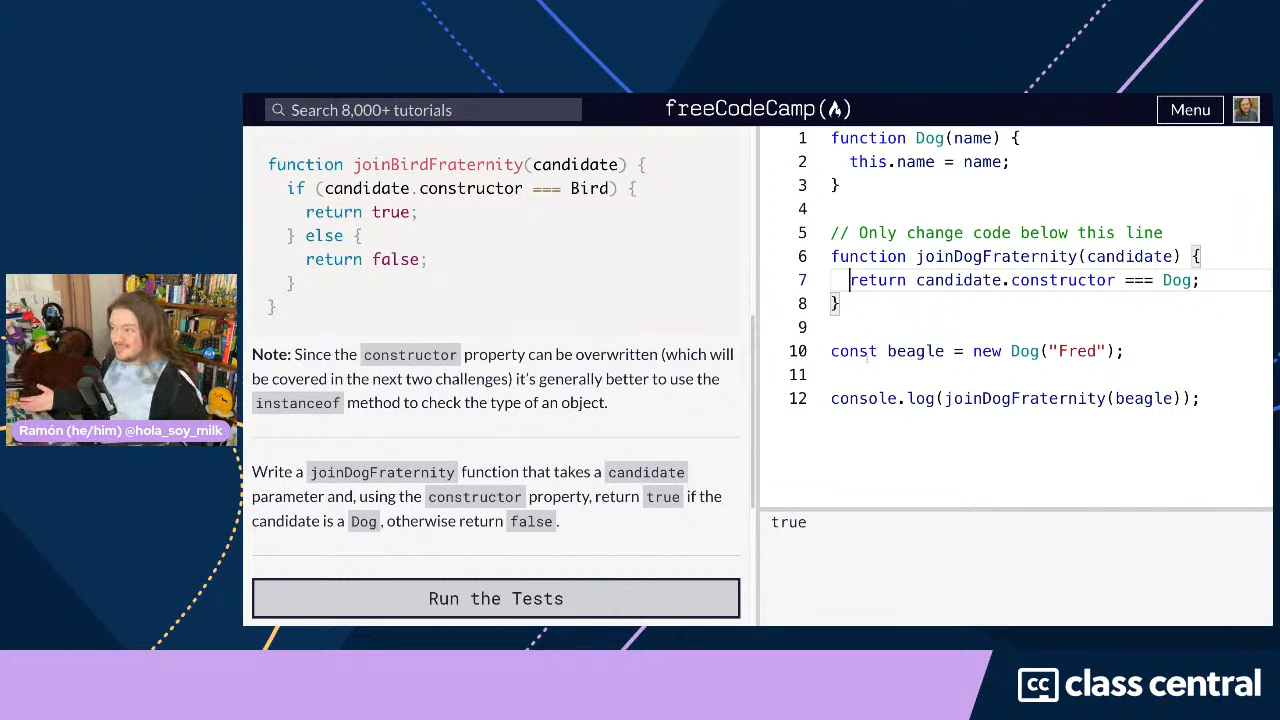 Search 8,000+ tutorials
freeCodeCamp
Menu
function joinBirdFraternity(candidate) {
  if (candidate.constructor === Bird) {
    return true;
  } else {
    return false;
  }
}
Note: Since the constructor property can be overwritten (which will
be covered in the next two challenges) it's generally better to use the
instanceof method to check the type of an object.
Write a joinDogFraternity function that takes a candidate
parameter and, using the constructor property, return true if the
candidate is a Dog, otherwise return false.
Run the Tests
1 function Dog(name) {
2   this.name = name;
3 }
4
5 // Only change code below this line
6 function joinDogFraternity(candidate) {
7   return candidate.constructor === Dog;
8 }
9
10 const beagle = new Dog("Fred");
11
12 console.log(joinDogFraternity(beagle));
true
Ramón (he/him) @hola_soy_milk
cc class central